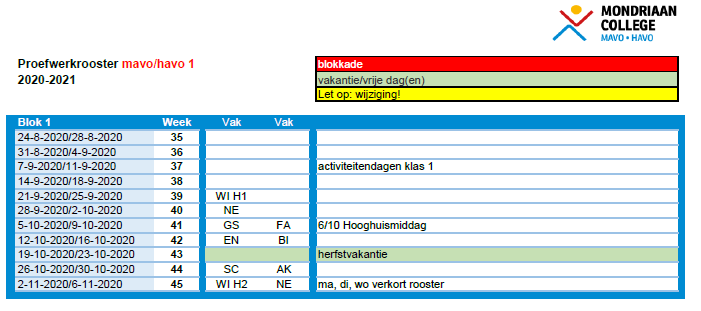 MONDRIAAN
COLLEGE
MAVO • HAVO
Proefwerkrooster mavo/havo 1
2020-2021
blokkade
vakantie/vrije dag(en)
Let op: wijziging!
Blok 1 Week Vak Vak
24-8-2020/28-8-2020 35
31-8-2020/4-9-2020 36
7-9-2020/11-9-2020 37 activiteitendagen klas 1
14-9-2020/18-9-2020 38
21-9-2020/25-9-2020 39 WI H1
28-9-2020/2-10-2020 40 NE
5-10-2020/9-10-2020 41 GS FA 6/10 Hooghuismiddag
12-10-2020/16-10-2020 42 EN BI
19-10-2020/23-10-2020 43 herfstvakantie
26-10-2020/30-10-2020 44 SC AK
2-11-2020/6-11-2020 45 WI H2 NE ma, di, wo verkort rooster